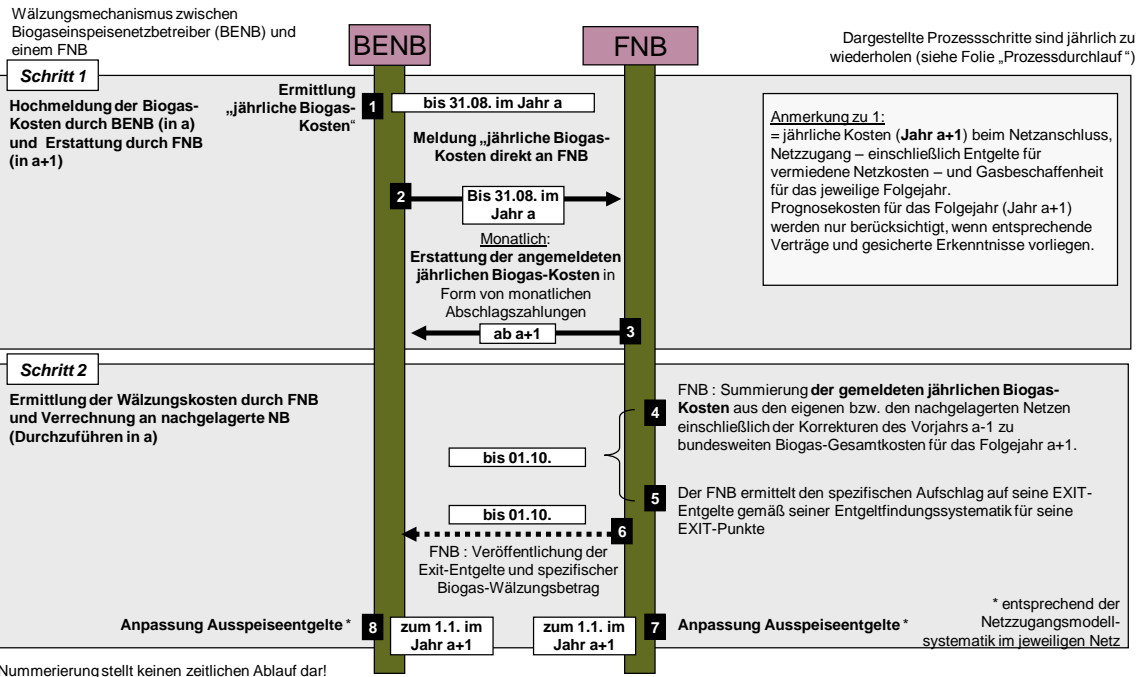 Wälzungsmechanismus zwischen
Biogaseinspeisenetzbetreiber (BENB) und
einem FNB
BENB
FNB
Dargestellte Prozessschritte sind jährlich zu
wiederholen (siehe Folie „Prozessdurchlauf“)
Schritt 1
Hochmeldung der Biogas-
Kosten durch BENB (in a)
und Erstattung durch FNB
(in a+1)
Ermittlung
„jährliche Biogas-
Kosten“
1
bis 31.08. im Jahr a
Meldung „jährliche Biogas-
Kosten direkt an FNB
2
Bis 31.08. im
Jahr a
Monatlich:
Erstattung der angemeldeten
jährlichen Biogas-Kosten in
Form von monatlichen
Abschlagszahlungen
ab a+1
3
Anmerkung zu 1:
= jährliche Kosten (Jahr a+1) beim Netzanschluss,
Netzzugang – einschließlich Entgelte für
vermiedene Netzkosten – und Gasbeschaffenheit
für das jeweilige Folgejahr.
Prognosekosten für das Folgejahr (Jahr a+1)
werden nur berücksichtigt, wenn entsprechende
Verträge und gesicherte Erkenntnisse vorliegen.
Schritt 2
Ermittlung der Wälzungskosten durch FNB
und Verrechnung an nachgelagerte NB
(Durchzuführen in a)
4
FNB : Summierung der gemeldeten jährlichen Biogas-
Kosten aus den eigenen bzw. den nachgelagerten Netzen
einschließlich der Korrekturen des Vorjahrs a-1 zu
bundesweiten Biogas-Gesamtkosten für das Folgejahr a+1.
bis 01.10.
5
Der FNB ermittelt den spezifischen Aufschlag auf seine EXIT-
Entgelte gemäß seiner Entgeltfindungssystematik für seine
EXIT-Punkte
bis 01.10.
6
FNB : Veröffentlichung der
Exit-Entgelte und spezifischer
Biogas-Wälzungsbetrag
Anpassung Ausspeiseentgelte *
8
zum 1.1. im
Jahr a+1
zum 1.1. im
Jahr a+1
7
Anpassung Ausspeiseentgelte *
* entsprechend der
Netzzugangsmodell-
systematik im jeweiligen Netz
Nummerierung stellt keinen zeitlichen Ablauf dar!